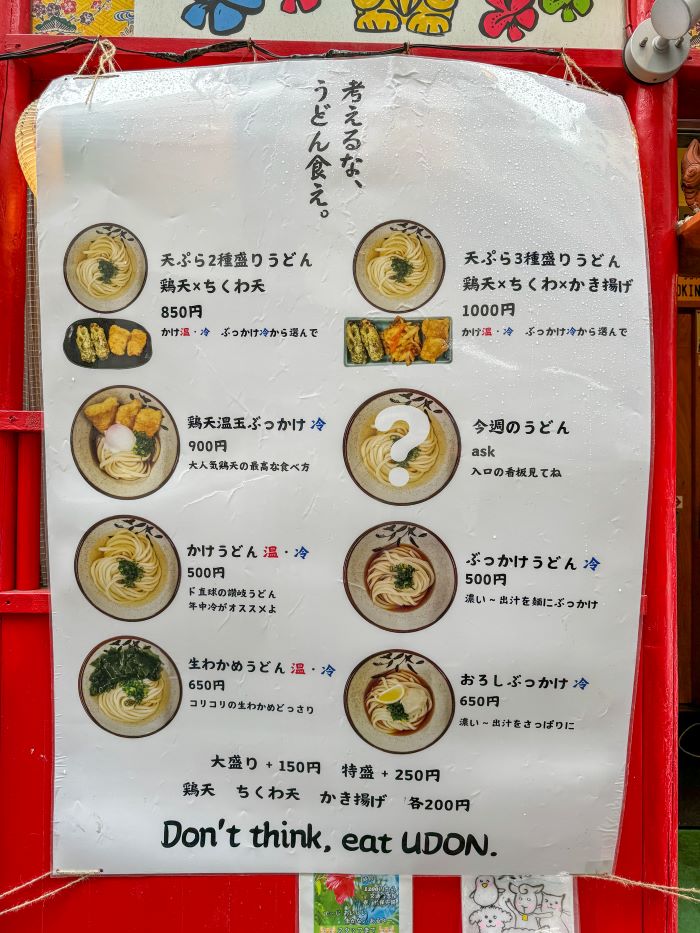 考えるな、
うどん食え。
天ぷら2種盛りうどん
鶏天×ちくわ天
850円
かけ温・冷 ぶっかけ冷から選んで
天ぷら3種盛りうどん
鶏天×ちくわ×かき揚げ
1000円
かけ温・冷 ぶっかけ冷から選んで
鶏天温玉ぶっかけ 冷
900円
大人気鶏天の最高な食べ方
?
今週のうどん
ask
入口の看板見てね
かけうどん 温・冷
500円
ド直球の讃岐うどん
年中冷がオススメよ
ぶっかけうどん 冷
500円
濃い~出汁を麺にぶっかけ
生わかめうどん 温・冷
650円
コリコリの生わかめどっさり
おろしぶっかけ 冷
650円
濃い~出汁をさっぱりに
大盛り + 150円 特盛 + 250円
鶏天 ちくわ天 かき揚げ 各200円
Don't think, eat UDON.